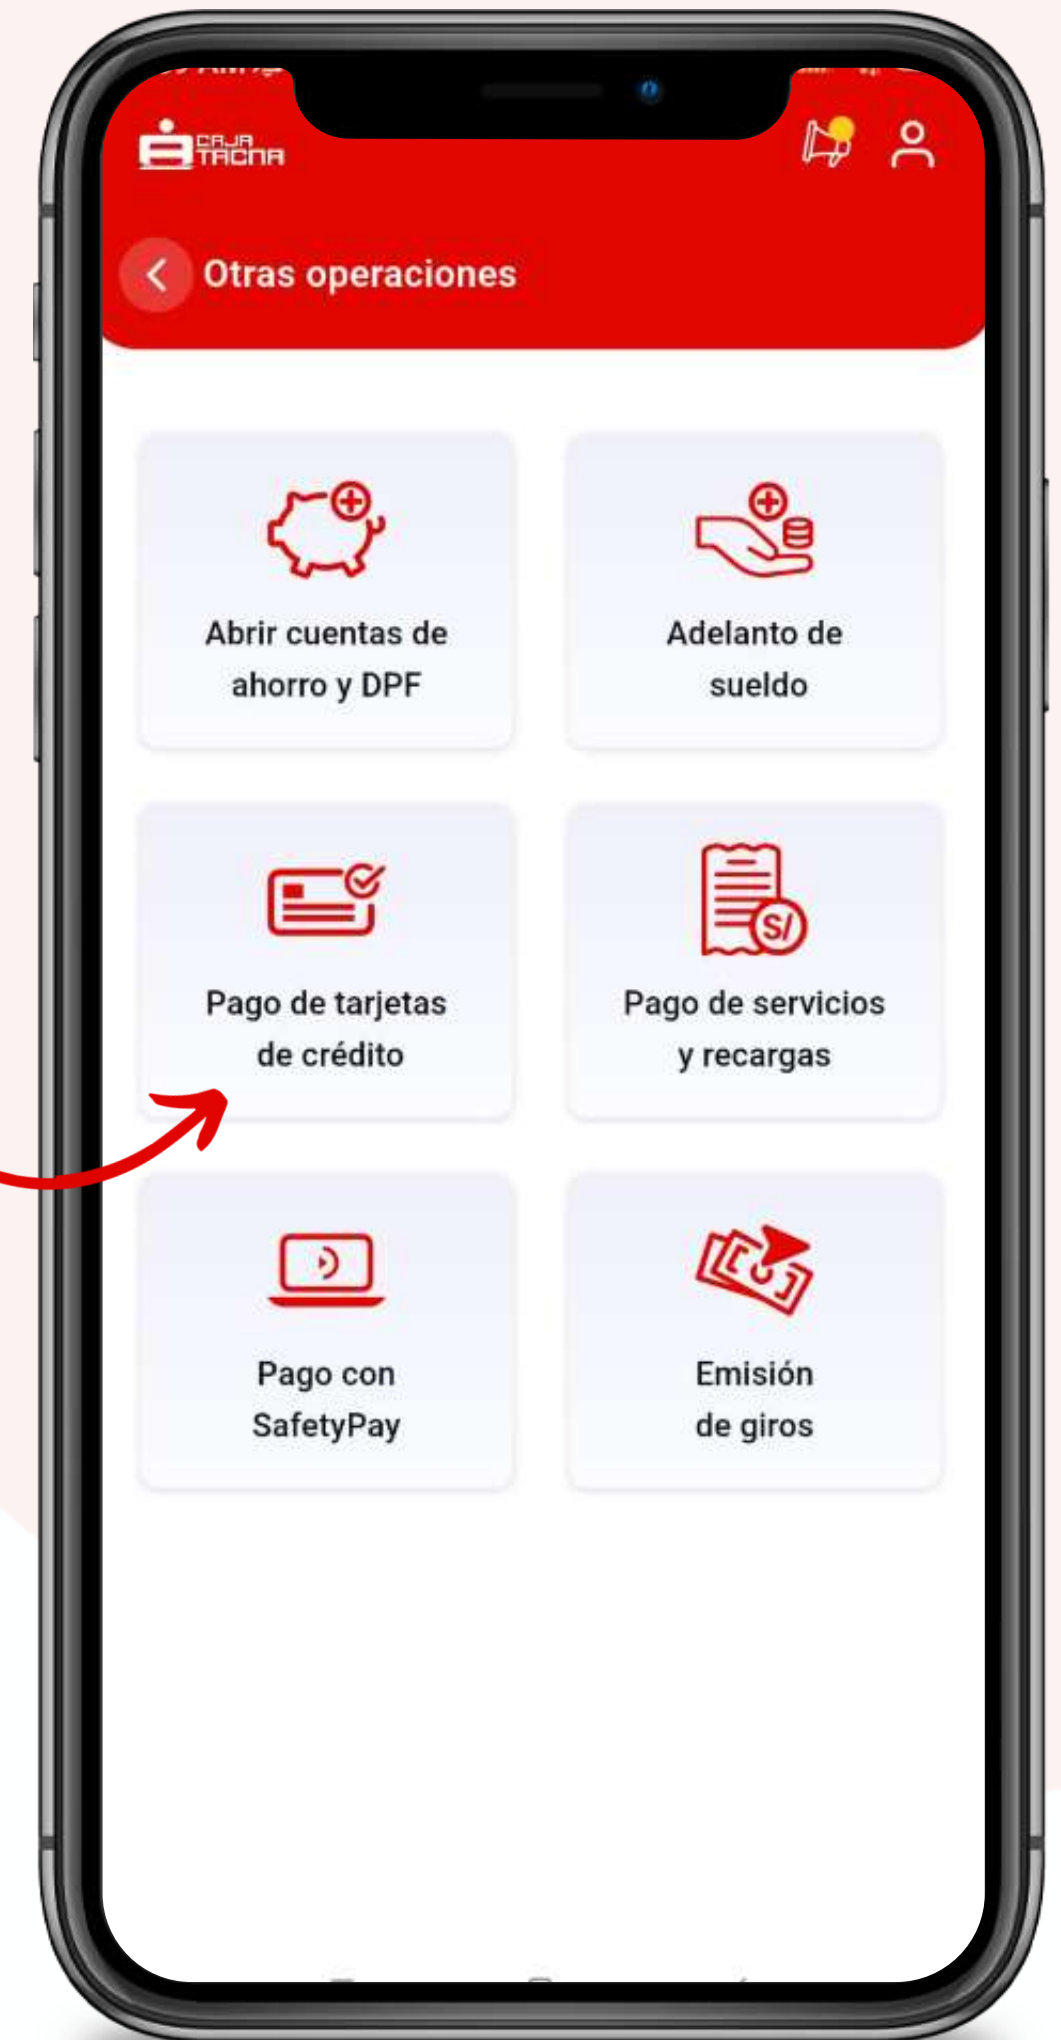 CAJA
TACNA
Otras operaciones
Abrir cuentas de
ahorro y DPF
Adelanto de
sueldo
Pago de tarjetas
de crédito
S/
Pago de servicios
y recargas
Pago con
SafetyPay
Emisión
de giros